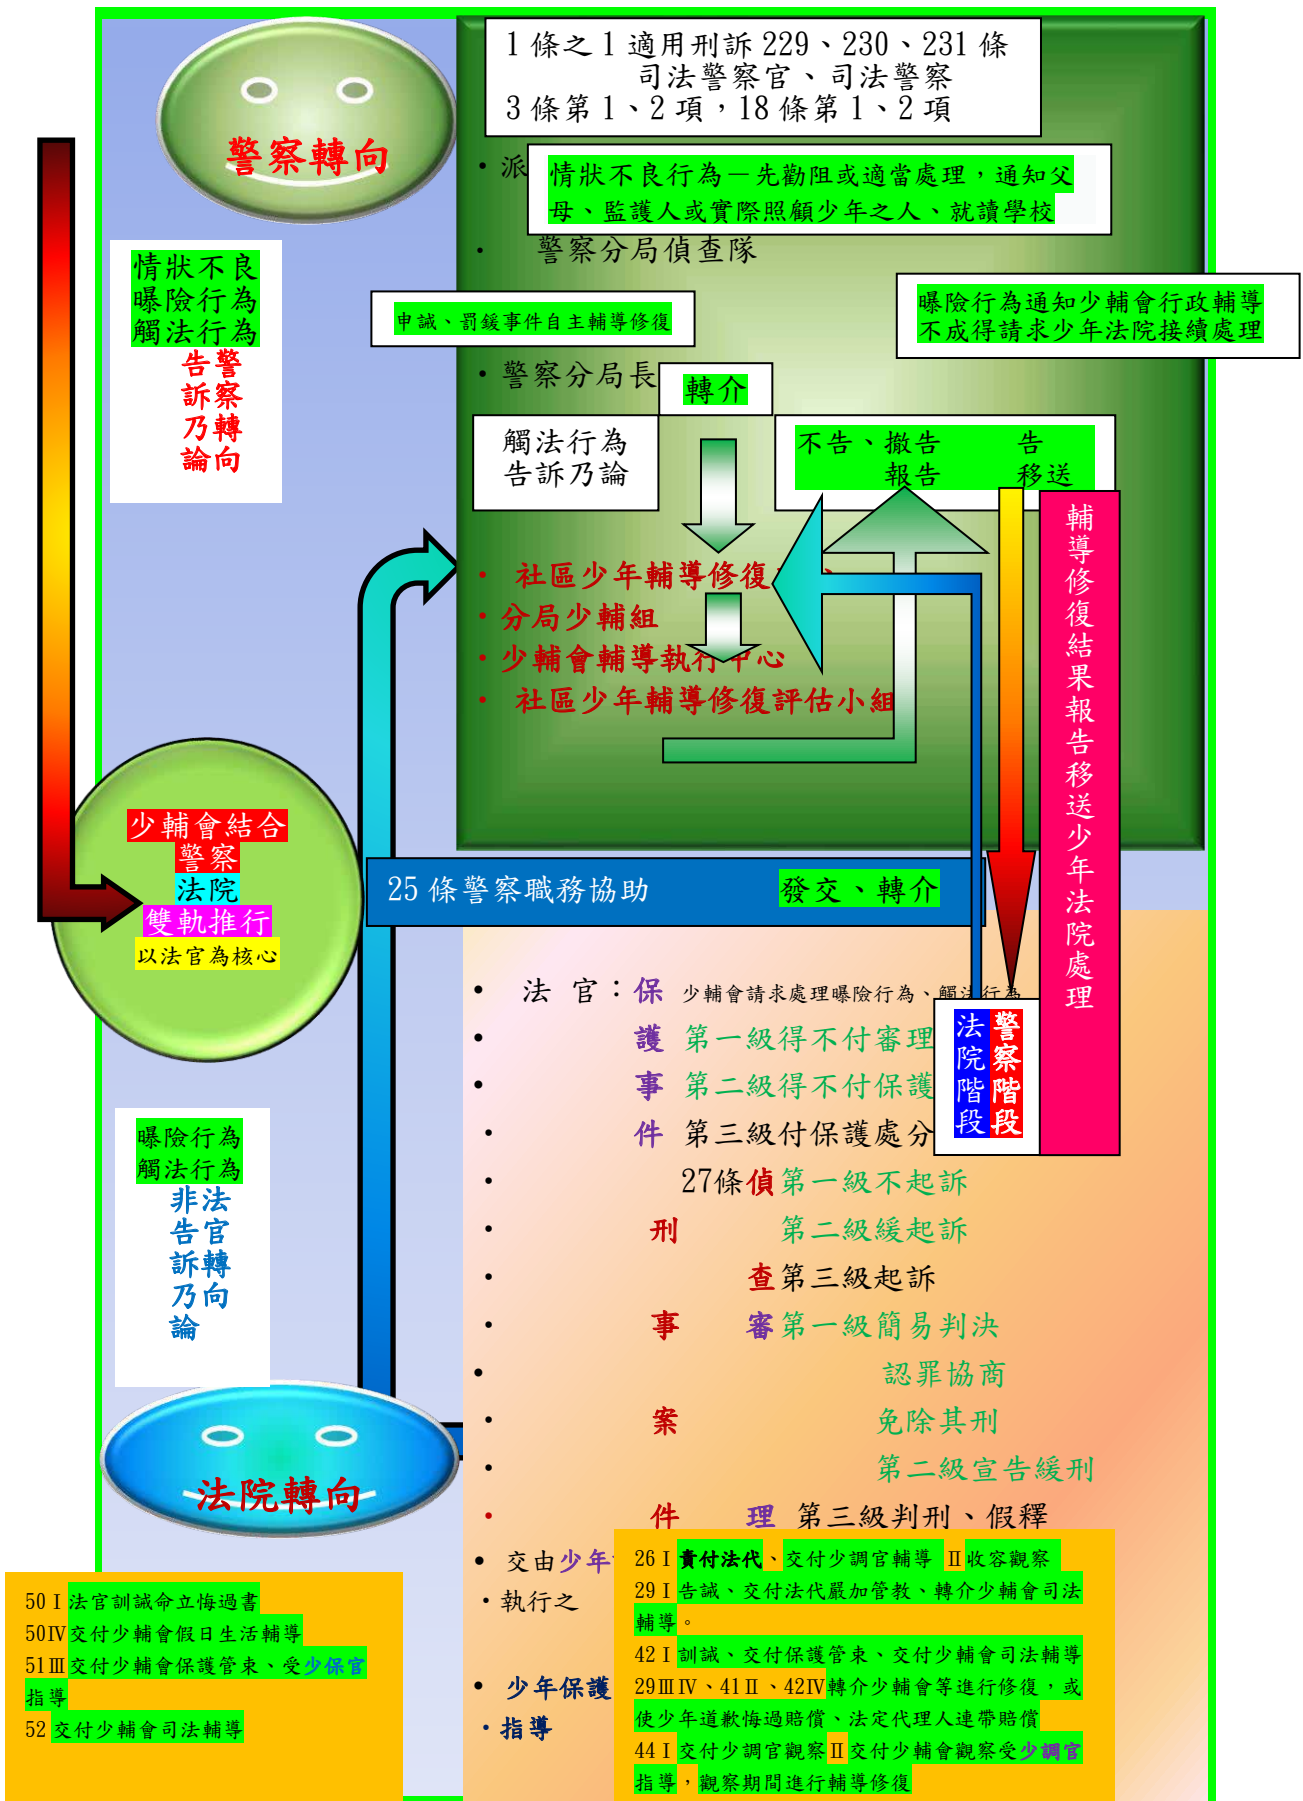 1 條之 1 適用刑訴 229、230、231 條
司法警察官、司法警察
3 條第 1、2 項，18 條第 1、2 項
警察轉向
・派
情狀不良行為－先勸阻或適當處理，通知父
母、監護人或實際照顧少年之人、就讀學校
・ 警察分局偵查隊
情狀不良
曝險行為
觸法行為
警察轉向
告訴乃論
申誡、罰鍰事件自主輔導修復
曝險行為通知少輔會行政輔導
不成得請求少年法院接續處理
・警察分局長
轉介
觸法行為
告訴乃論
不告、撤告 告
報告 移送
輔導修復結果報告移送少年法院處理
・ 社區少年輔導修復
・分局少輔組
・少輔會輔導執行中心
・ 社區少年輔導修復評估小組
少輔會結合
警察
法院
雙軌推行
以法官為核心
25 條警察職務協助 發交、轉介
• 法 官：保 少輔會請求處理曝險行為、觸法行為
• 護 第一級得不付審理
• 事 第二級得不付保護
• 件 第三級付保護處分
警察階段
法院階段
• 27條偵第一級不起訴
• 刑 第二級緩起訴
• 查第三級起訴
• 事 審第一級簡易判決
• 認罪協商
• 案 免除其刑
• 第二級宣告緩刑
• 件 理 第三級判刑、假釋
曝險行為
觸法行為
法官轉向
非告訴乃論
法院轉向
• 交由少年
・執行之
• 少年保護
・指導
50 I 法官訓誡命立悔過書
50IV交付少輔會假日生活輔導
51Ⅲ交付少輔會保護管束、受少保官
指導
52 交付少輔會司法輔導
26 I 責付法代、交付少調官輔導 Ⅱ收容觀察
29 I 告誡、交付法代嚴加管教、轉介少輔會司法
輔導。
42 I 訓誡、交付保護管束、交付少輔會司法輔導
29ⅢⅣ、41Ⅱ、42Ⅳ轉介少輔會等進行修復，或
使少年道歉悔過賠償、法定代理人連帶賠償
44 I 交付少調官觀察Ⅱ交付少輔會觀察受少調官
指導，觀察期間進行輔導修復